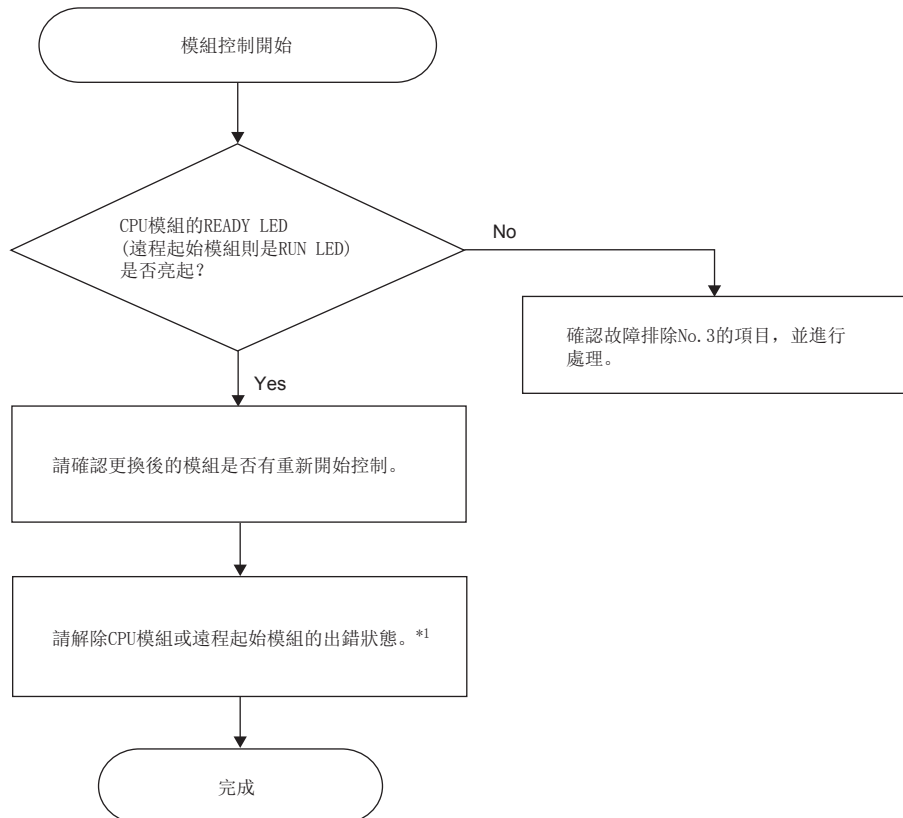 模組控制開始
CPU模組的READY LED
(遠程起始模組則是RUN LED)
是否亮起？
No
確認故障排除No.3的項目，並進行
處理。
Yes
請確認更換後的模組是否有重新開始控制。
請解除CPU模組或遠程起始模組的出錯狀態。*1
完成